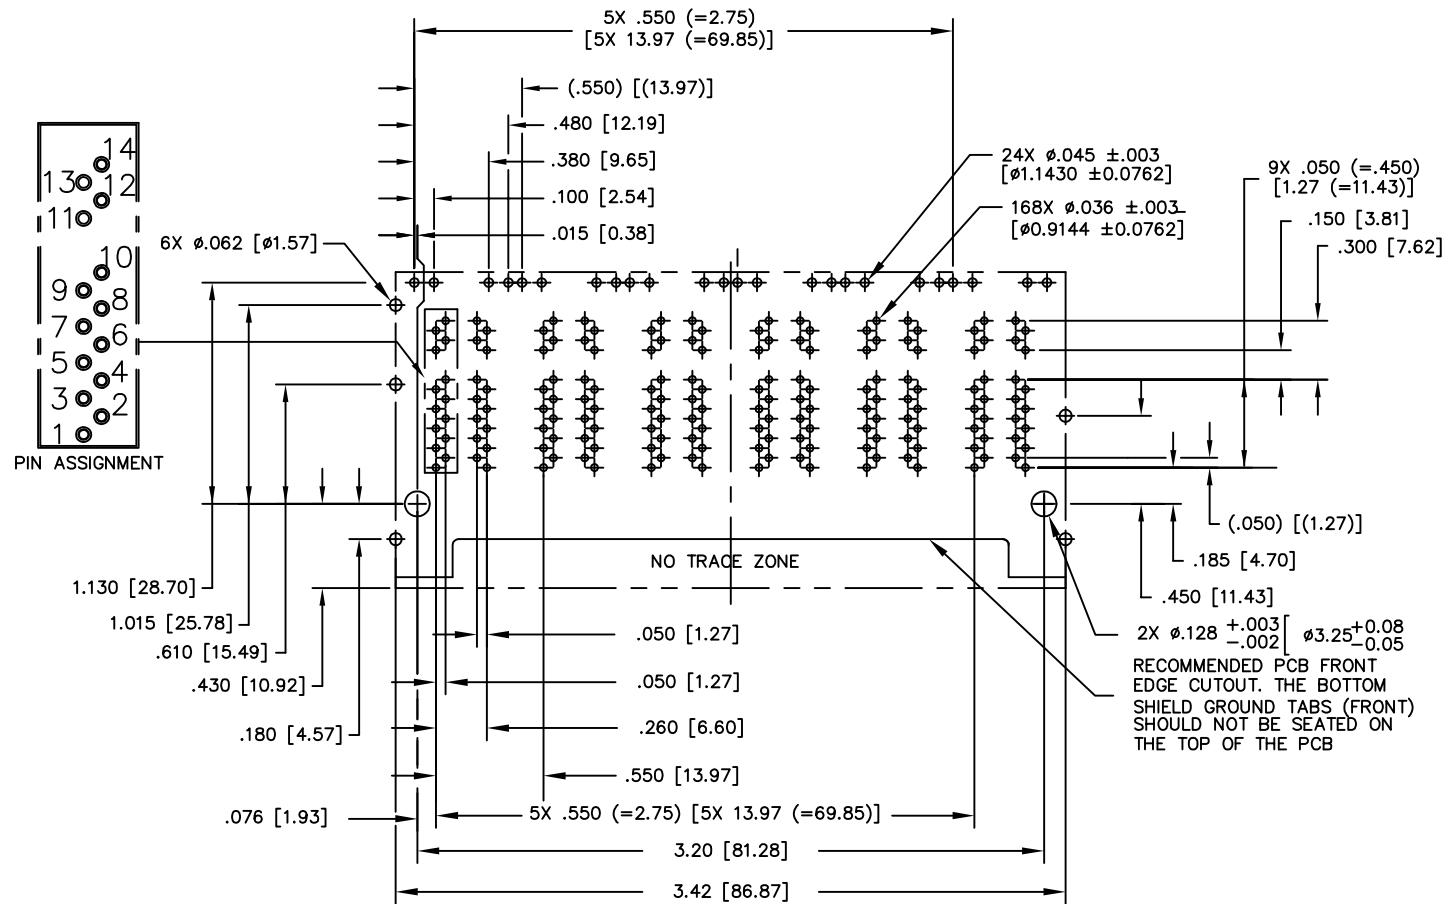 5X .550 (=2.75)
[5X 13.97 (=69.85)]
(.550) [(13.97)]
.480 [12.19]
.380 [9.65]
.100 [2.54]
.015 [0.38]
6X ø.062 [ø1.57]
24X ø.045 ±.003
[ø1.1430 ±0.0762]
168X ø.036 ±.003
[ø0.9144 ±0.0762]
9X .050 (=.450)
[1.27 (=11.43)]
.150 [3.81]
.300 [7.62]
14
13
12
11
10
9
8
7
6
5
4
3
2
1
PIN ASSIGNMENT
NO TRACE ZONE
(.050) [(1.27)]
.185 [4.70]
.450 [11.43]
1.130 [28.70]
1.015 [25.78]
.610 [15.49]
.430 [10.92]
.180 [4.57]
.076 [1.93]
.050 [1.27]
.050 [1.27]
.260 [6.60]
.550 [13.97]
5X .550 (=2.75) [5X 13.97 (=69.85)]
3.20 [81.28]
3.42 [86.87]
2X ø.128 +.003 -.002 [ ø3.25 +0.08 -0.05
RECOMMENDED PCB FRONT
EDGE CUTOUT. THE BOTTOM
SHIELD GROUND TABS (FRONT)
SHOULD NOT BE SEATED ON
THE TOP OF THE PCB